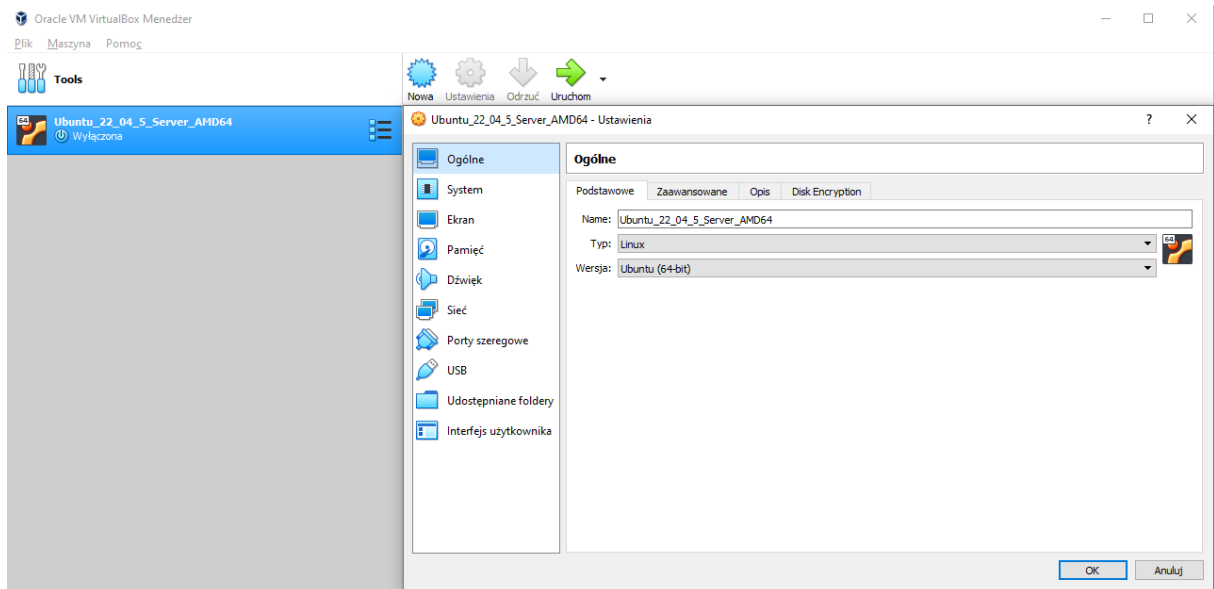 Oracle VM VirtualBox Menedżer
Plik Maszyna Pomoc
Tools
Nowa Ustawienia Odrzuć Uruchom
64
Ubuntu_22_04_5_Server_AMD64
Wyłączona
Ubuntu_22_04_5_Server_AMD64 - Ustawienia ?
Ogólne
System
Ekran
Pamięć
Dźwięk
Sieć
Porty szeregowe
USB
Udostępniane foldery
Interfejs użytkownika
Ogólne
Podstawowe Zaawansowane Opis Disk Encryption
Name: Ubuntu_22_04_5_Server_AMD64
Typ: Linux
64
Wersja: Ubuntu (64-bit)
OK Anuluj